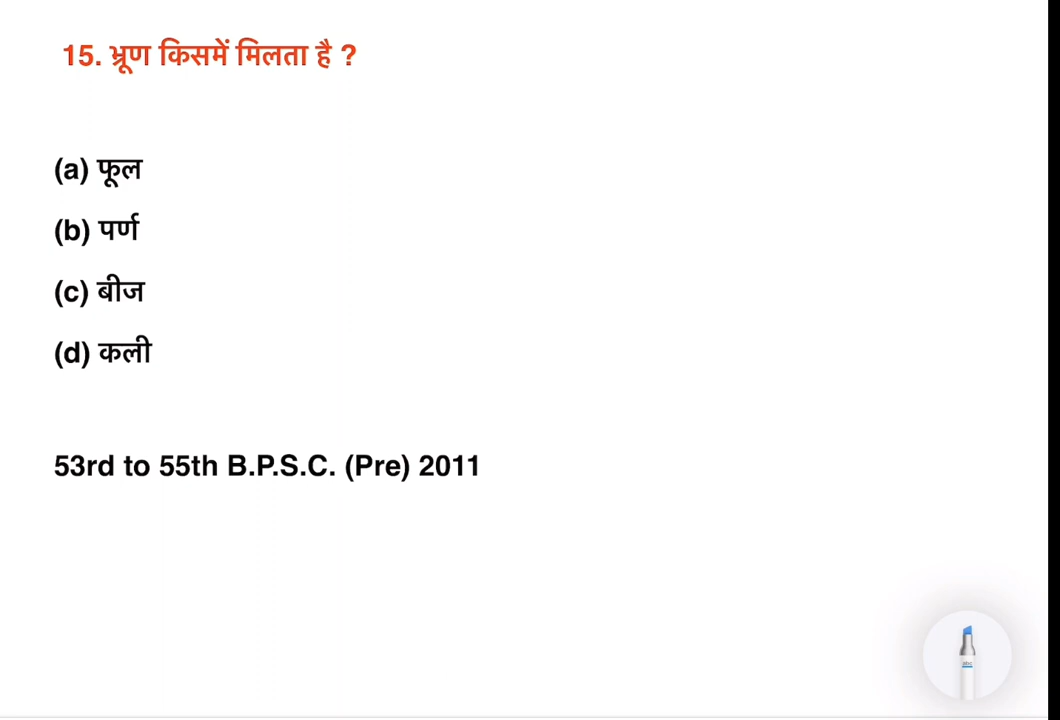 15. भ्रूण किसमें मिलता है ?
(a) फूल
(b) पर्ण
(c) बीज
(d) कली
53rd to 55th B.P.S.C. (Pre) 2011